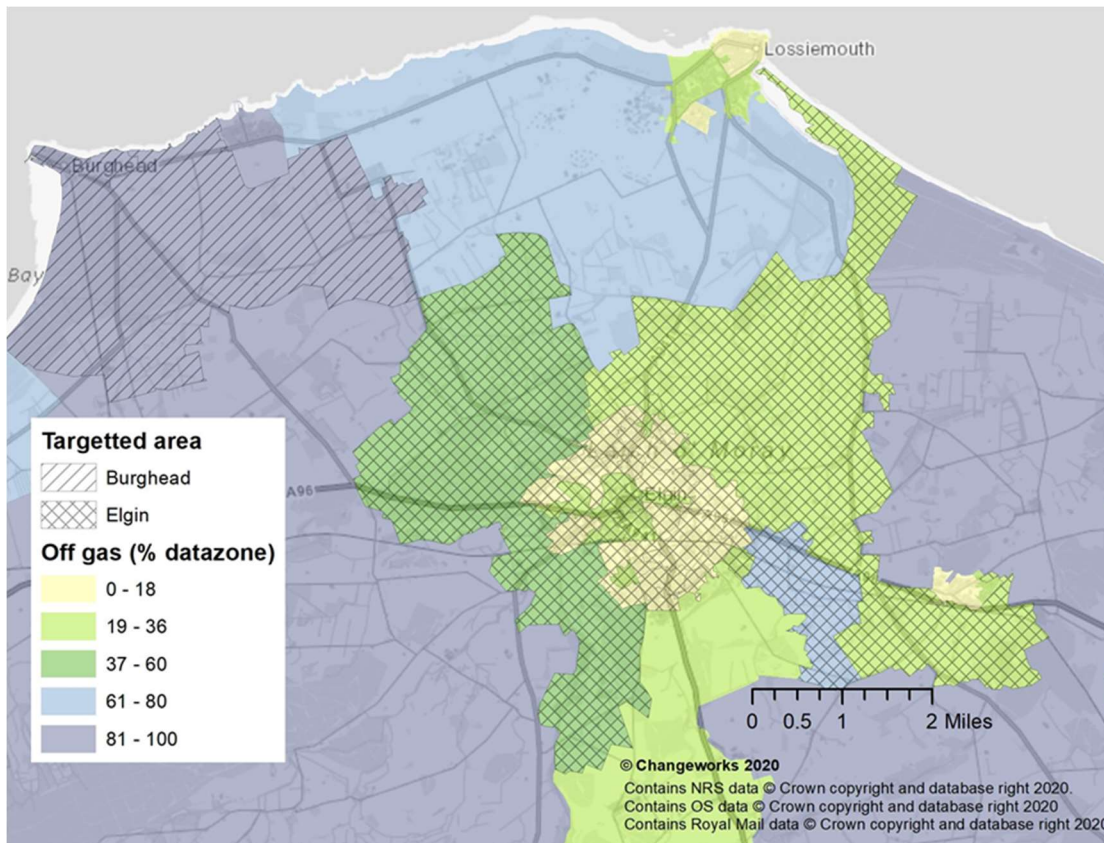 Lossiemouth
Burghead
Bay
Laich o' Moray
A96
Elgin
Targetted area
Burghead
Elgin
Off gas (% datazone)
0 - 18
19 - 36
37 - 60
61 - 80
81 - 100
0 0.5 1 2 Miles
© Changeworks 2020
Contains NRS data © Crown copyright and database right 2020.
Contains OS data © Crown copyright and database right 2020
Contains Royal Mail data © Crown copyright and database right 2020